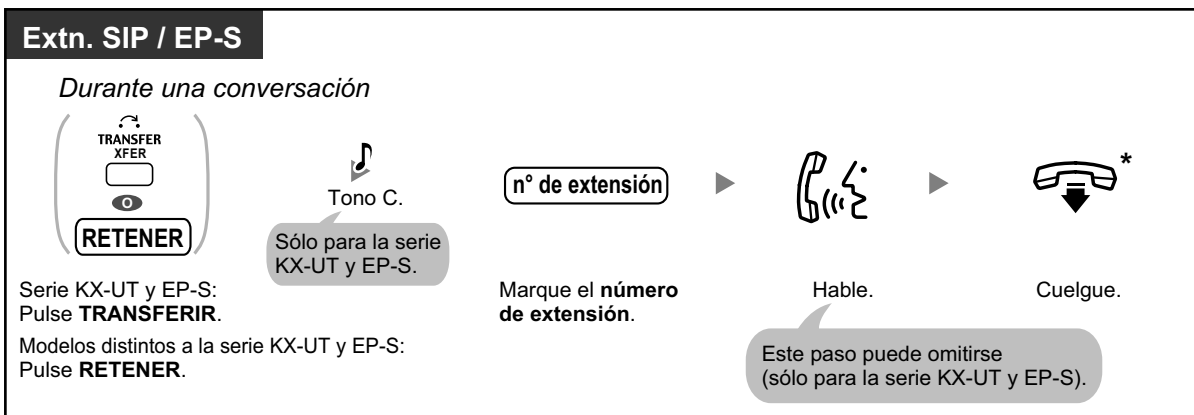 Extn. SIP / EP-S
Durante una conversación
TRANSFER
XFER
O
RETENER
Tono C.
Sólo para la serie
KX-UT y EP-S.
n° de extensión
*
Serie KX-UT y EP-S:
Pulse TRANSFERIR.
Modelos distintos a la serie KX-UT y EP-S:
Pulse RETENER.
Marque el número
de extensión.
Hable.
Este paso puede omitirse
(sólo para la serie KX-UT y EP-S).
Cuelgue.